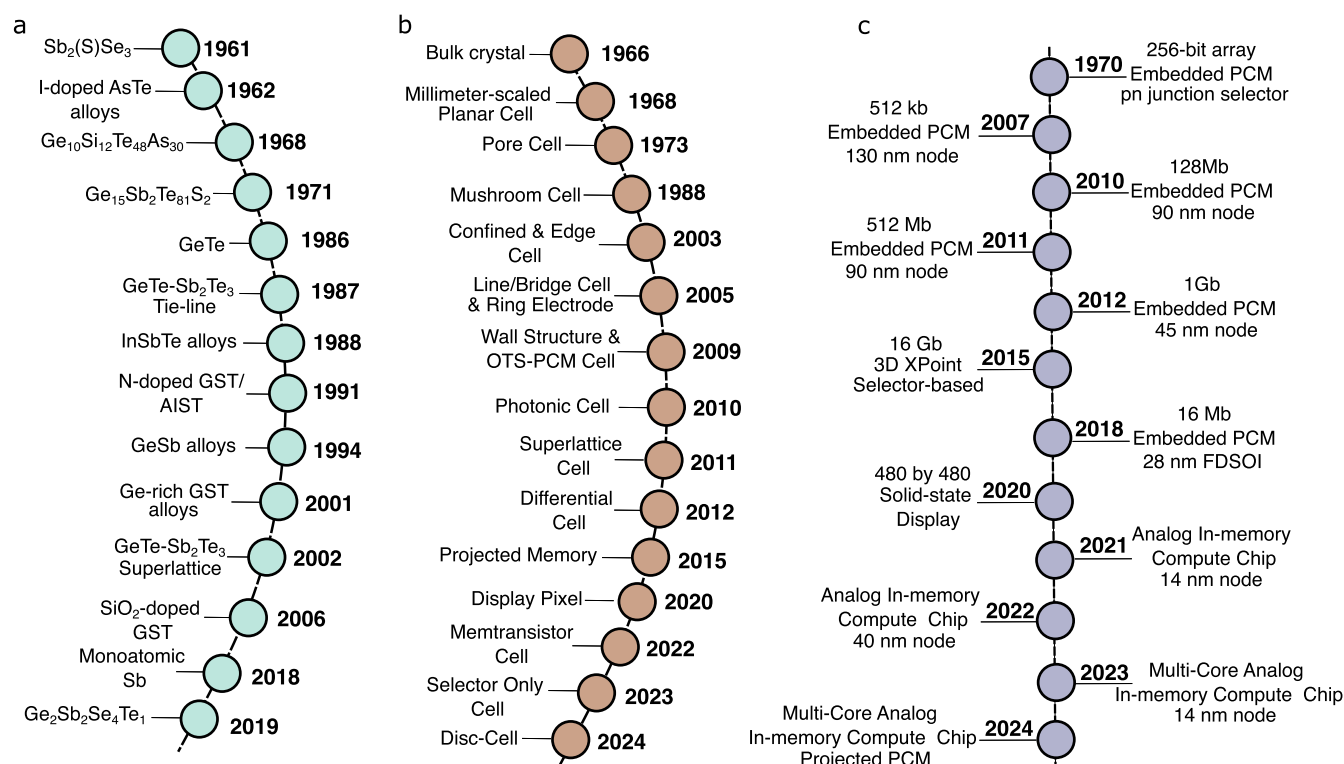 a
Sb₂(S)Se₃
1961
I-doped AsTe
alloys
1962
Ge₁₀Si₁₂Te₄₈As₃₀
1968
Ge₁₅Sb₂Te₈₁S₂
1971
GeTe
1986
GeTe-Sb₂Te₃
Tie-line
1987
InSbTe alloys
1988
N-doped GST/
AIST
1991
GeSb alloys
1994
Ge-rich GST
alloys
2001
GeTe-Sb₂Te₃
Superlattice
2002
SiO₂-doped
GST
2006
Monoatomic
Sb
2018
Ge₂Sb₂Se₄Te₁
2019
b
Bulk crystal
1966
Millimeter-scaled
Planar Cell
1968
Pore Cell
1973
Mushroom Cell
1988
Confined & Edge
Cell
2003
Line/Bridge Cell
& Ring Electrode
2005
Wall Structure &
OTS-PCM Cell
2009
Photonic Cell
2010
Superlattice
Cell
2011
Differential
Cell
2012
Projected Memory
2015
Display Pixel
2020
Memtransistor
Cell
2022
Selector Only
Cell
2023
Disc-Cell
2024
c
1970
256-bit array
Embedded PCM
pn junction selector
512 kb
Embedded PCM
130 nm node
2007
2010
128Mb
Embedded PCM
90 nm node
512 Mb
Embedded PCM
90 nm node
2011
2012
1Gb
Embedded PCM
45 nm node
16 Gb
3D XPoint
Selector-based
2015
2018
16 Mb
Embedded PCM
28 nm FDSOI
480 by 480
Solid-state
Display
2020
2021
Analog In-memory
Compute Chip
14 nm node
Analog In-memory
Compute Chip
40 nm node
2022
2023
Multi-Core Analog
In-memory Compute Chip
14 nm node
Multi-Core Analog
In-memory Compute Chip
Projected PCM
2024